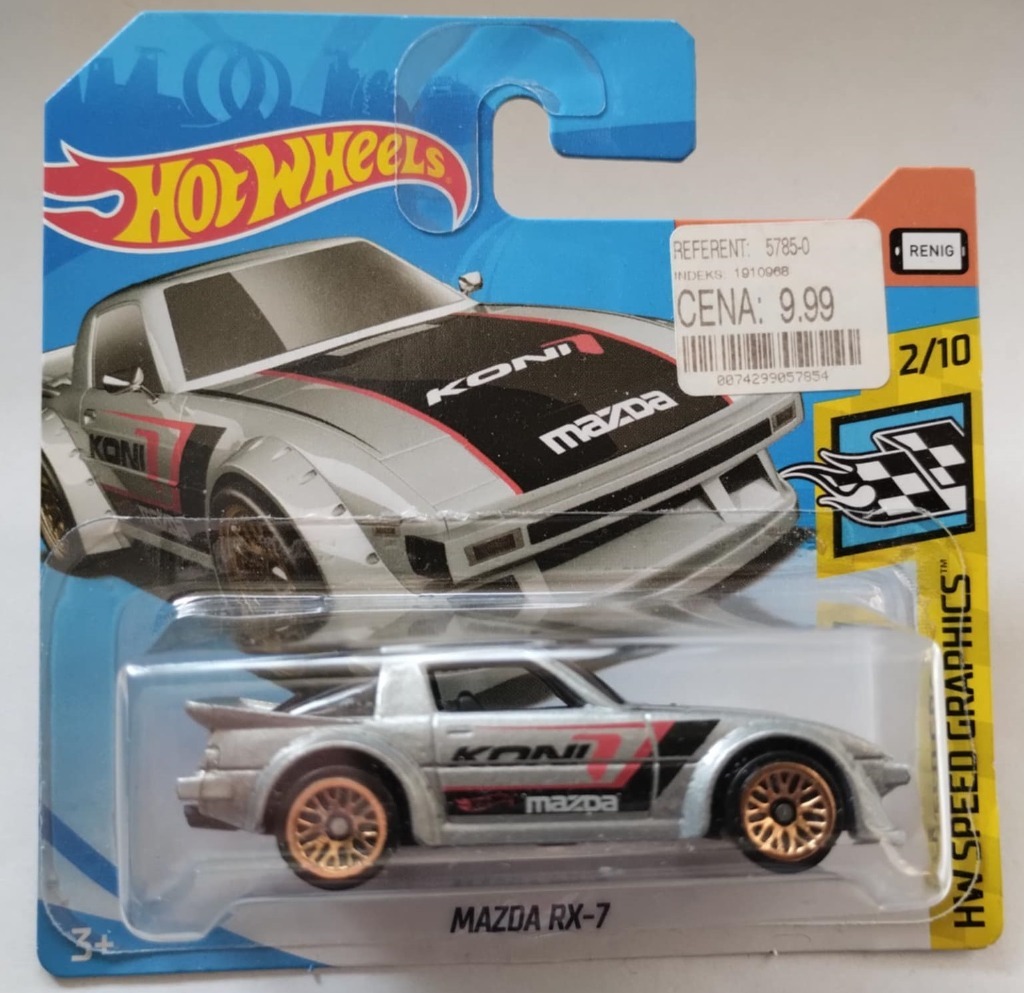 HOT WHEELS
REFERENT: 5785-0
INDEKS: 1910968
CENA: 9.99
0074299057854
RENIG
2/10
KONI
mazda
KONI
HW SPEED GRAPHICS™
KONI
mazda
MAZDA RX-7
3+